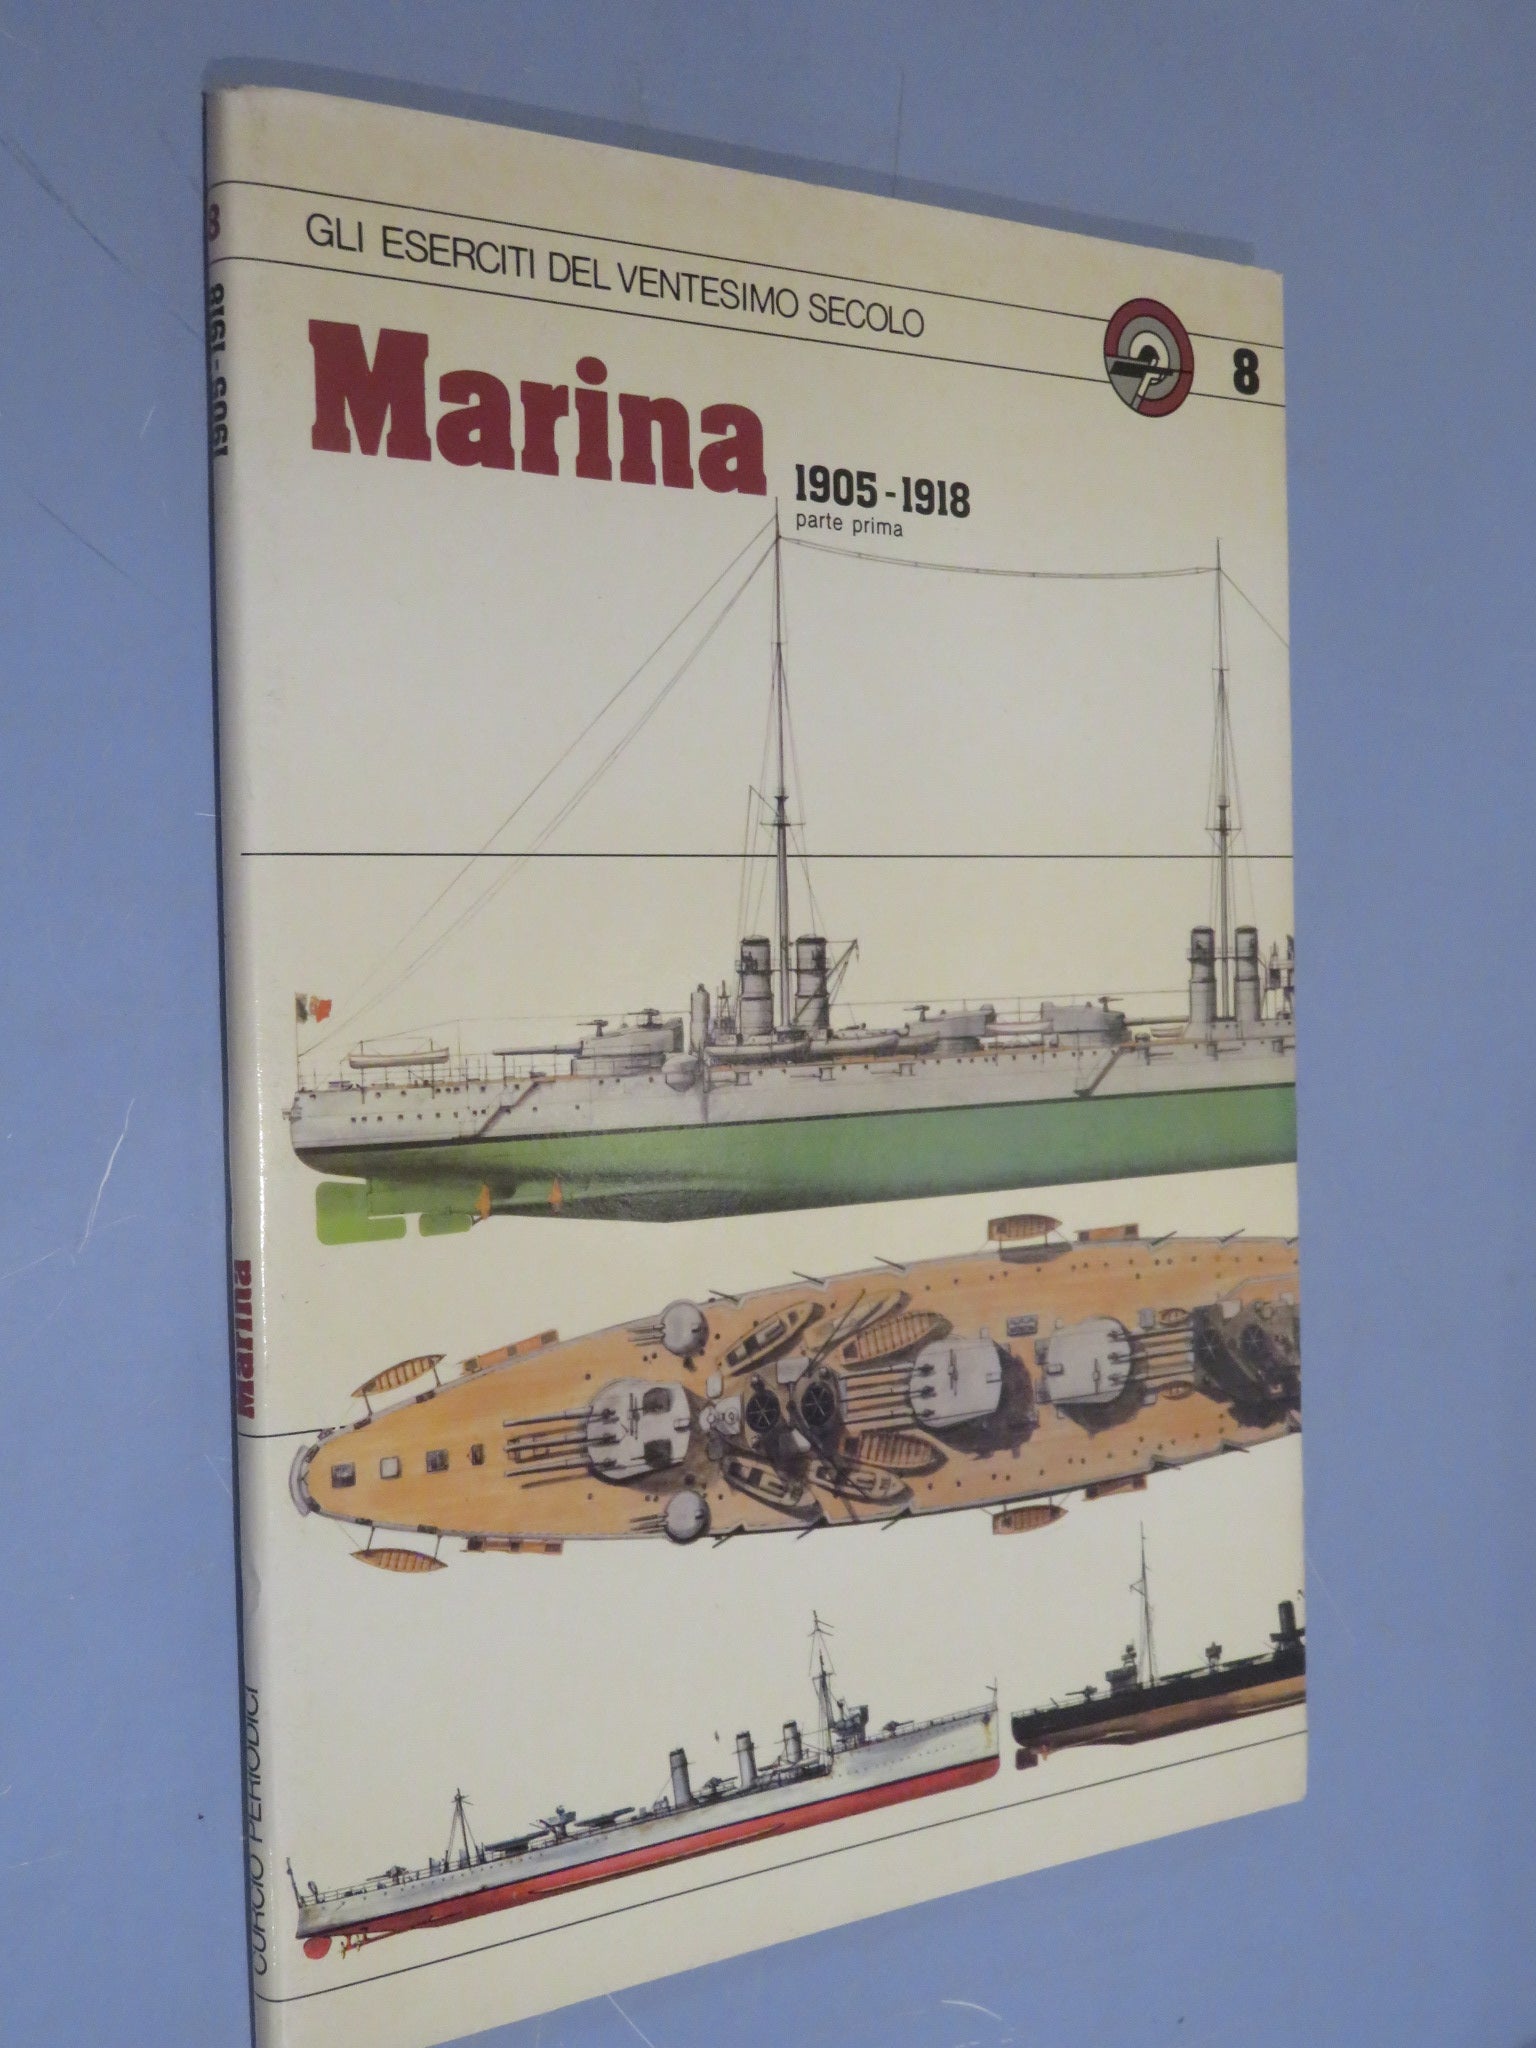 GLI ESERCITI DEL VENTESIMO SECOLO
8
Marina
1905-1918
parte prima
8
1905-1918
Marina
CURCIO PERIODICI